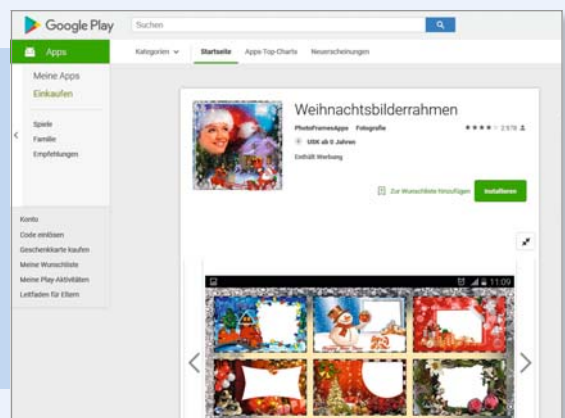 Google Play
Suchen
Apps
Kategorien
Startseite
Apps-Top-Charts
Neuerscheinungen
Meine Apps
Einkaufen
Spiele
Familie
Empfehlungen
Konto
Code einlösen
Geschenkkarte kaufen
Meine Wunschliste
Meine Play-Aktivitäten
Leitfaden für Eltern
Weihnachtsbilderrahmen
PhotoFramesApps Fotografie
2.978
USK ab 0 Jahren
Enthält Werbung
Zur Wunschliste hinzufügen
Installieren
11:09